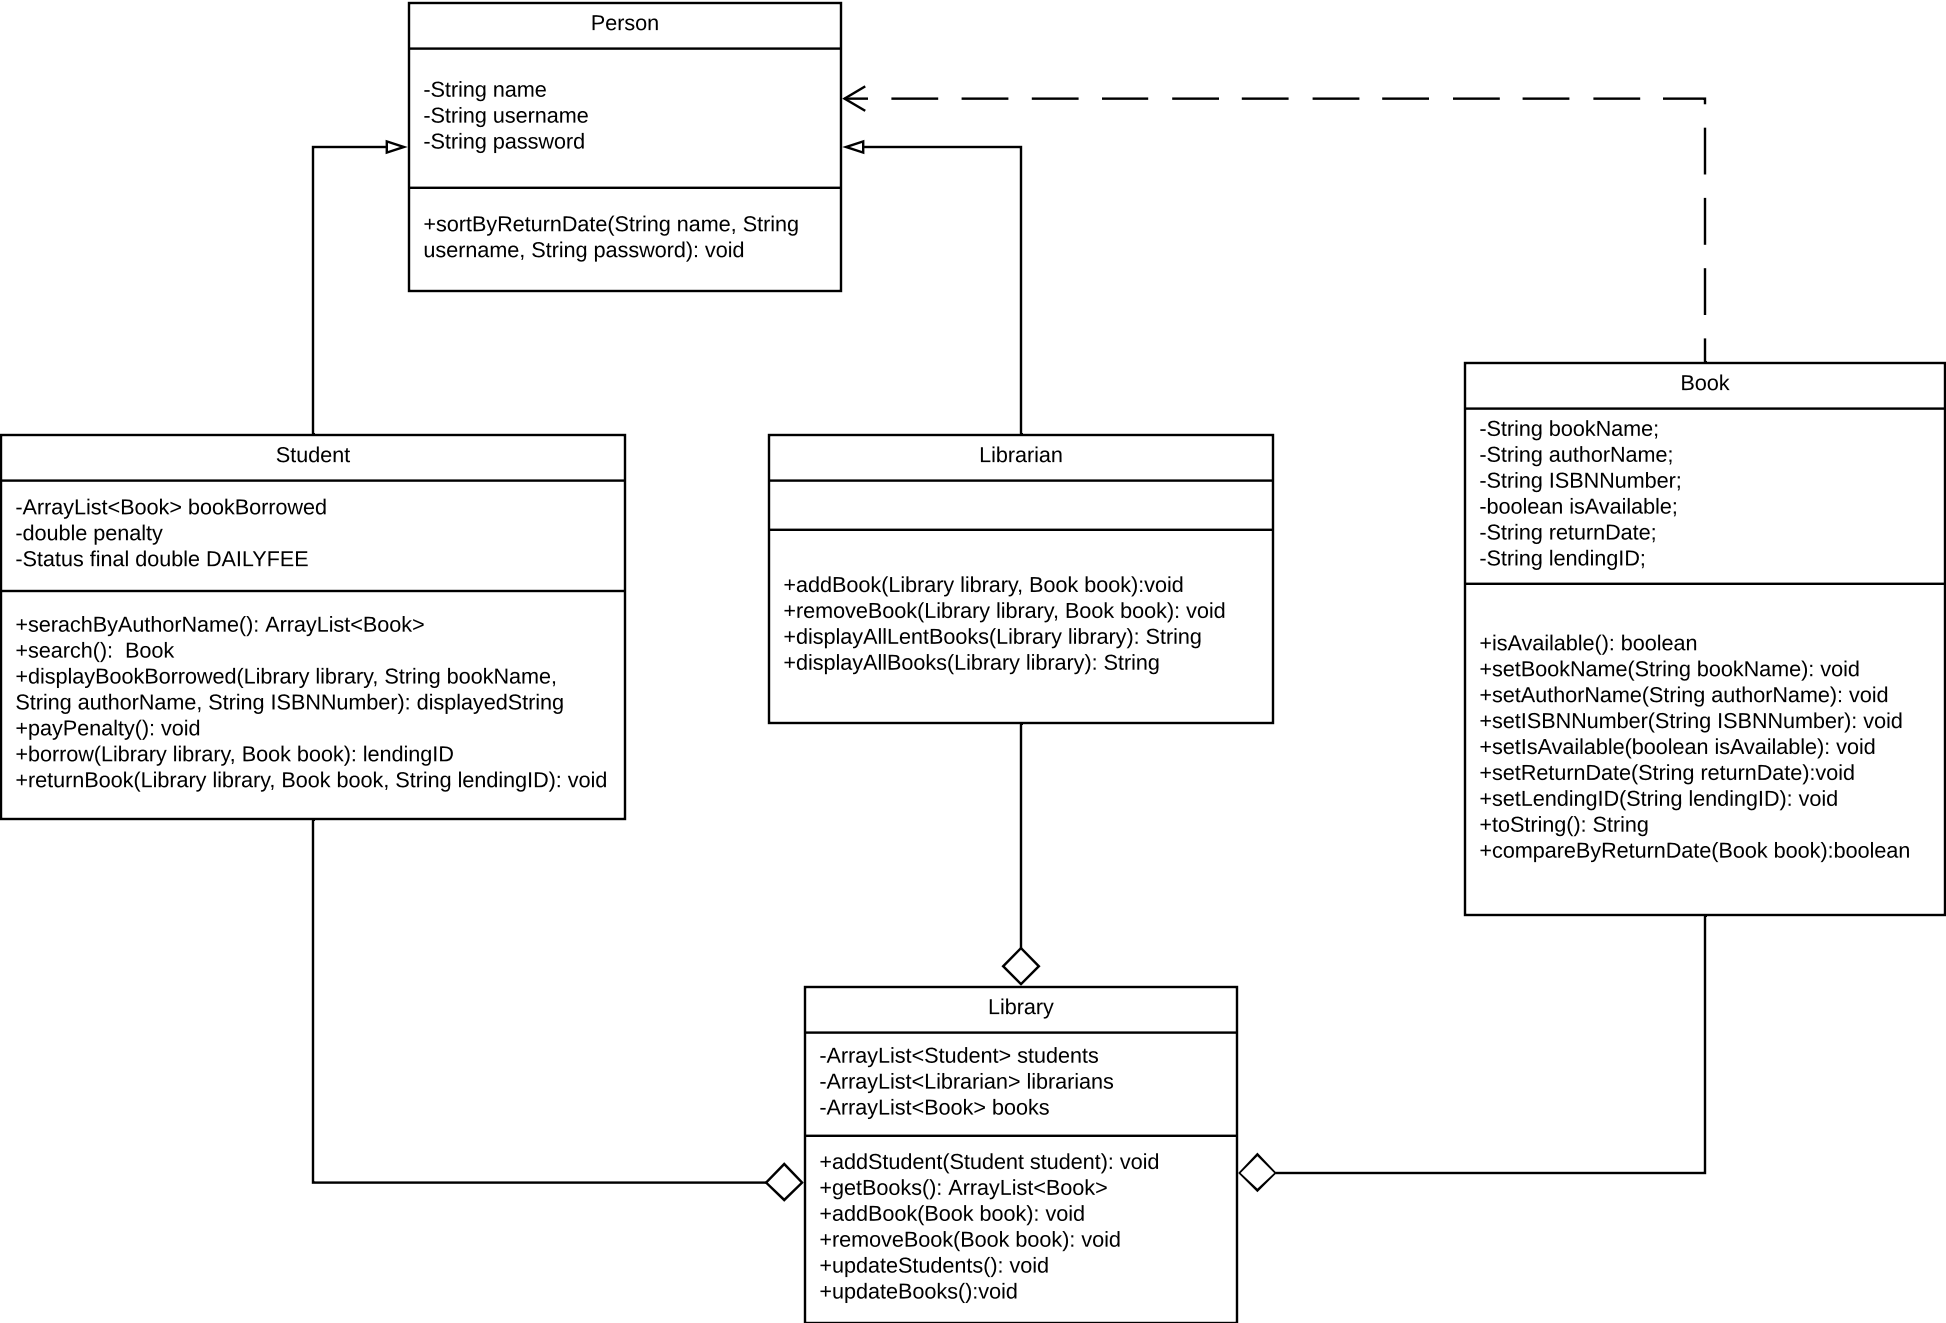 Person
-String name
-String username
-String password
+sortByReturnDate(String name, String
username, String password): void
Student
-ArrayList<Book> bookBorrowed
-double penalty
-Status final double DAILYFEE
+serachByAuthorName(): ArrayList<Book>
+search():  Book
+displayBookBorrowed(Library library, String bookName,
String authorName, String ISBNNumber): displayedString
+payPenalty(): void
+borrow(Library library, Book book): lendingID
+returnBook(Library library, Book book, String lendingID): void
Librarian
+addBook(Library library, Book book):void
+removeBook(Library library, Book book): void
+displayAllLentBooks(Library library): String
+displayAllBooks(Library library): String
Book
-String bookName;
-String authorName;
-String ISBNNumber;
-boolean isAvailable;
-String returnDate;
-String lendingID;
+isAvailable(): boolean
+setBookName(String bookName): void
+setAuthorName(String authorName): void
+setISBNNumber(String ISBNNumber): void
+setIsAvailable(boolean isAvailable): void
+setReturnDate(String returnDate):void
+setLendingID(String lendingID): void
+toString(): String
+compareByReturnDate(Book book):boolean
Library
-ArrayList<Student> students
-ArrayList<Librarian> librarians
-ArrayList<Book> books
+addStudent(Student student): void
+getBooks(): ArrayList<Book>
+addBook(Book book): void
+removeBook(Book book): void
+updateStudents(): void
+updateBooks():void